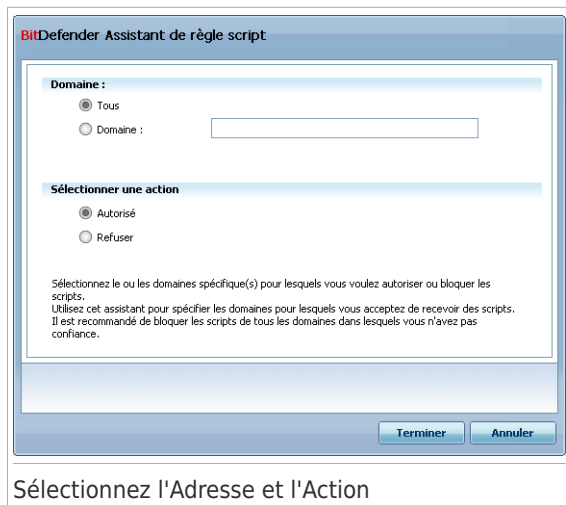 BitDefender Assistant de règle script
Domaine :
Tous
Domaine :
Sélectionner une action
Autorisé
Refuser
Sélectionnez le ou les domaines spécifique(s) pour lesquels vous voulez autoriser ou bloquer les
scripts.
Utilisez cet assistant pour spécifier les domaines pour lesquels vous acceptez de recevoir des scripts.
Il est recommandé de bloquer les scripts de tous les domaines dans lesquels vous n'avez pas
confiance.
Terminer
Annuler
Sélectionnez l'Adresse et l'Action